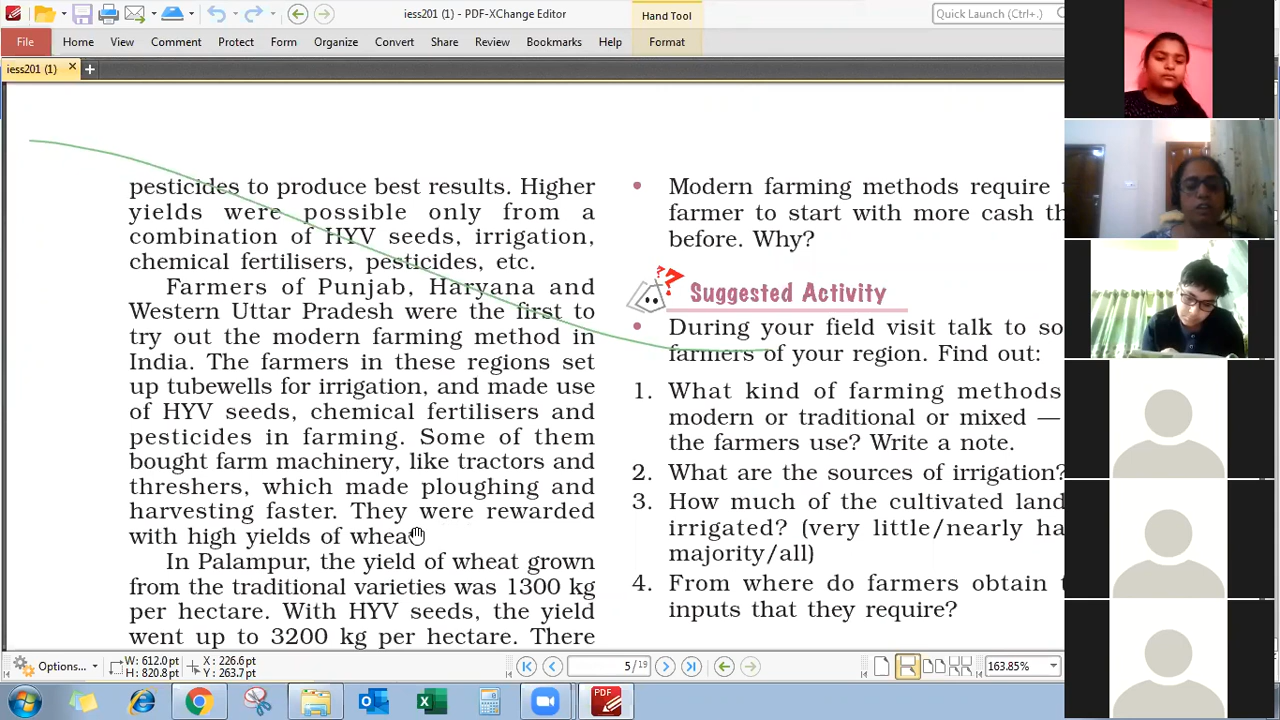 iess201 (1) - PDF-XChange Editor
Hand Tool
Quick Launch (Ctrl+.)
File Home View Comment Protect Form Organize Convert Share Review Bookmarks Help Format
iess201 (1)
pesticides to produce best results. Higher
yields were possible only from a
combination of HYV seeds, irrigation,
chemical fertilisers, pesticides, etc.
Farmers of Punjab, Haryana and
Western Uttar Pradesh were the first to
try out the modern farming method in
India. The farmers in these regions set
up tubewells for irrigation, and made use
of HYV seeds, chemical fertilisers and
pesticides in farming. Some of them
bought farm machinery, like tractors and
threshers, which made ploughing and
harvesting faster. They were rewarded
with high yields of wheat
In Palampur, the yield of wheat grown
from the traditional varieties was 1300 kg
per hectare. With HYV seeds, the yield
went up to 3200 kg per hectare. There
• Modern farming methods require
farmer to start with more cash
before. Why?
Suggested Activity
• During your field visit talk to
farmers of your region. Find out:
1. What kind of farming methods
modern or traditional or mixed —
the farmers use? Write a note.
2. What are the sources of irrigation?
3. How much of the cultivated land
irrigated? (very little/nearly
majority/all)
4. From where do farmers obtain
inputs that they require?
Options...
W: 612.0 pt
H: 820.8 pt
X: 226.6 pt
Y: 263.7 pt
5 / 19
163.85%
PDF